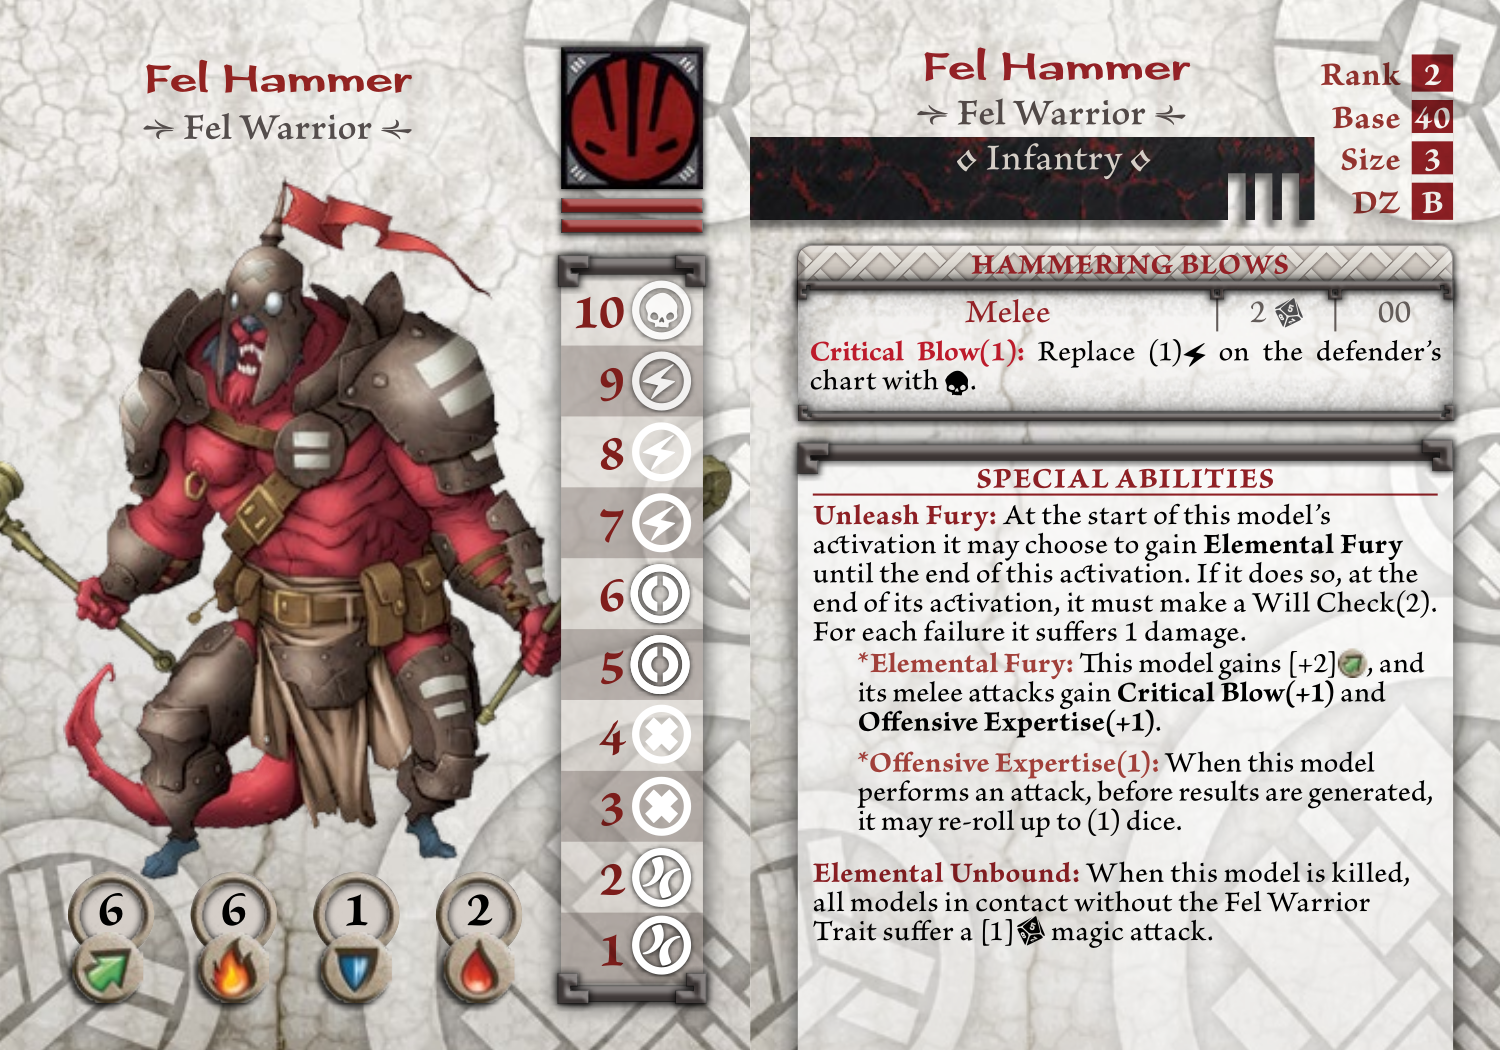 Fel Hammer
Fel Warrior
10
9
8
7
6
5
4
3
2
1
6 6 1 2
Fel Hammer
Fel Warrior
Infantry
Rank 2
Base 40
Size 3
DZ B
HAMMERING BLOWS
Melee 2 00
Critical Blow(1): Replace (1) on the defender's
chart with .
SPECIAL ABILITIES
Unleash Fury: At the start of this model's
activation it may choose to gain Elemental Fury
until the end of this activation. If it does so, at the
end of its activation, it must make a Will Check(2).
For each failure it suffers 1 damage.
*Elemental Fury: This model gains [+2] , and
its melee attacks gain Critical Blow(+1) and
Offensive Expertise(+1).
*Offensive Expertise(1): When this model
performs an attack, before results are generated,
it may re-roll up to (1) dice.
Elemental Unbound: When this model is killed,
all models in contact without the Fel Warrior
Trait suffer a [1] magic attack.